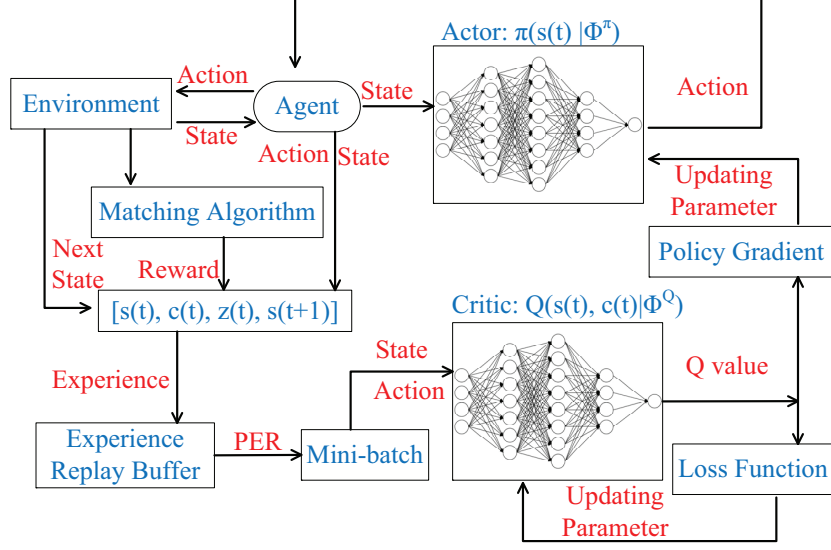 Actor: π(s(t) |Φ^π)
Action
Environment
Agent
State
Action
State
Action
State
Updating
Parameter
Matching Algorithm
Next
State
Reward
Policy Gradient
[s(t), c(t), z(t), s(t+1)]
Critic: Q(s(t), c(t)|Φ^Q)
State
Action
Experience
Q value
Experience
Replay Buffer
PER
Mini-batch
Loss Function
Updating
Parameter